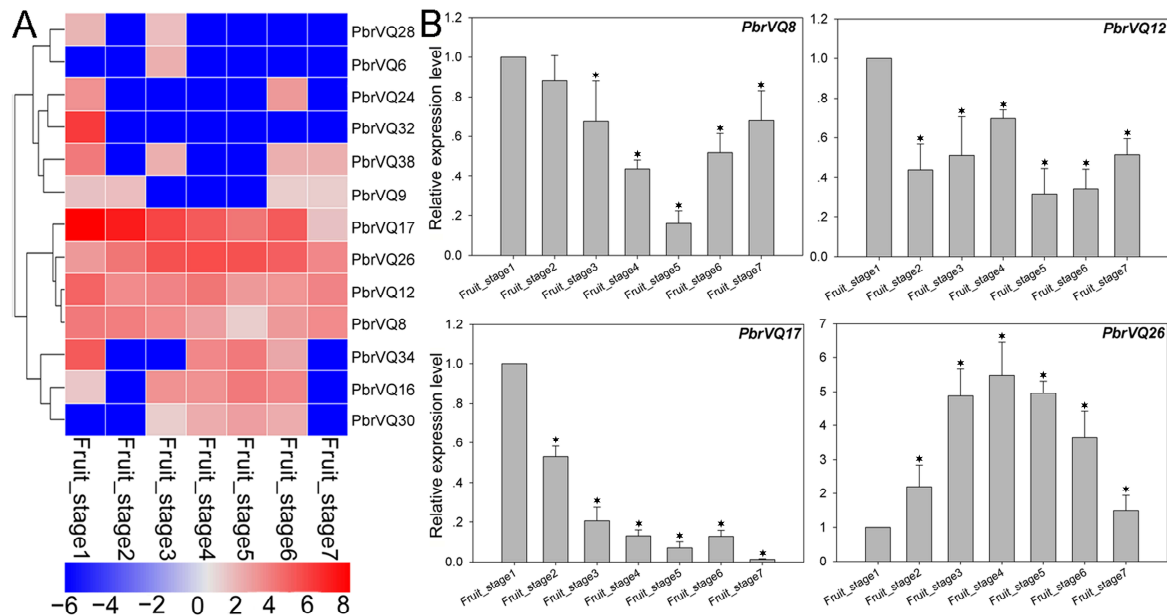 A
PbrVQ28
PbrVQ6
PbrVQ24
PbrVQ32
PbrVQ38
PbrVQ9
PbrVQ17
PbrVQ26
PbrVQ12
PbrVQ8
PbrVQ34
PbrVQ16
PbrVQ30
Fruit_stage1
Fruit_stage2
Fruit_stage3
Fruit_stage4
Fruit_stage5
Fruit_stage6
Fruit_stage7
−6 −4 −2 0 2 4 6 8
B
PbrVQ8
Relative expression level
1.2
1.0
.8
.6
.4
.2
0.0
* * * * *
Fruit_stage1 Fruit_stage2 Fruit_stage3 Fruit_stage4 Fruit_stage5 Fruit_stage6 Fruit_stage7
PbrVQ12
1.2
1.0
.8
.6
.4
.2
0.0
* * * * * *
Fruit_stage1 Fruit_stage2 Fruit_stage3 Fruit_stage4 Fruit_stage5 Fruit_stage6 Fruit_stage7
PbrVQ17
Relative expression level
1.2
1.0
.8
.6
.4
.2
0.0
* * * * * *
Fruit_stage1 Fruit_stage2 Fruit_stage3 Fruit_stage4 Fruit_stage5 Fruit_stage6 Fruit_stage7
PbrVQ26
7
6
5
4
3
2
1
0
* * * * * *
Fruit_stage1 Fruit_stage2 Fruit_stage3 Fruit_stage4 Fruit_stage5 Fruit_stage6 Fruit_stage7